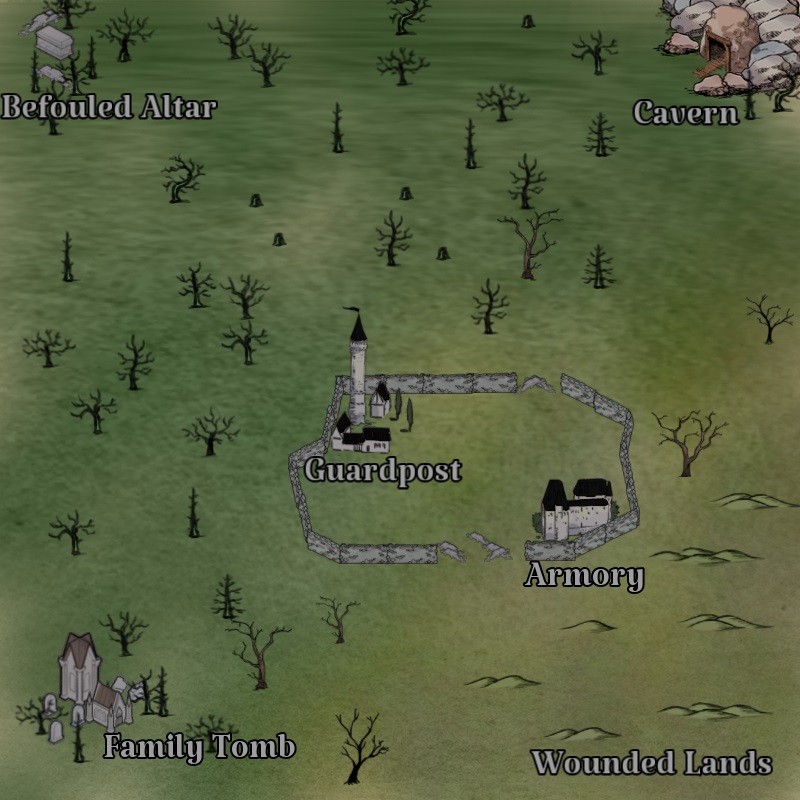 Befouled Altar
Cavern
Guardpost
Armory
Family Tomb
Wounded Lands